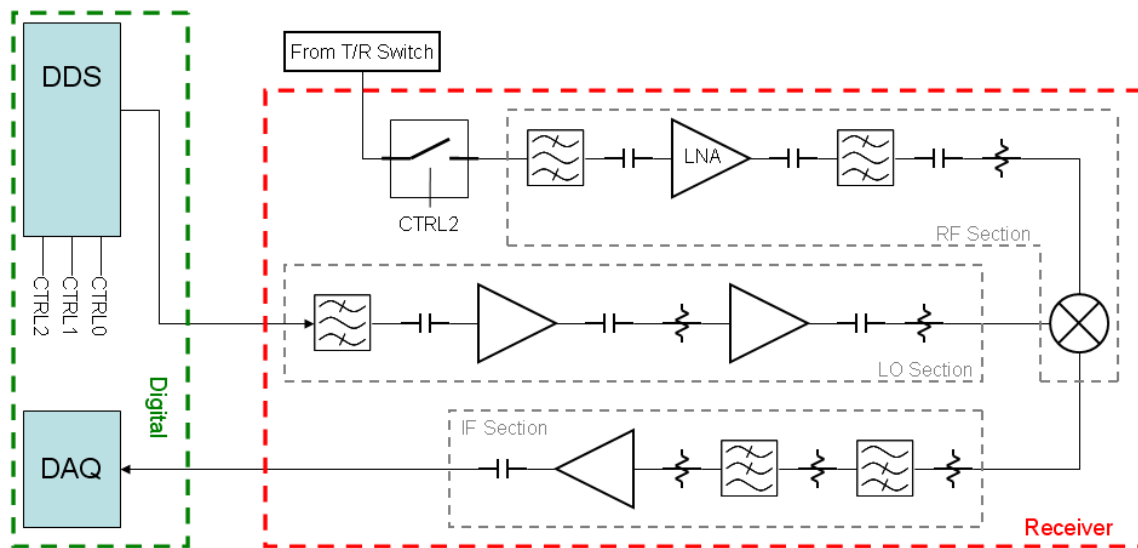 DDS
CTRL2
CTRL1
CTRL0
Digital
DAQ
From T/R Switch
CTRL2
LNA
RF Section
LO Section
IF Section
Receiver